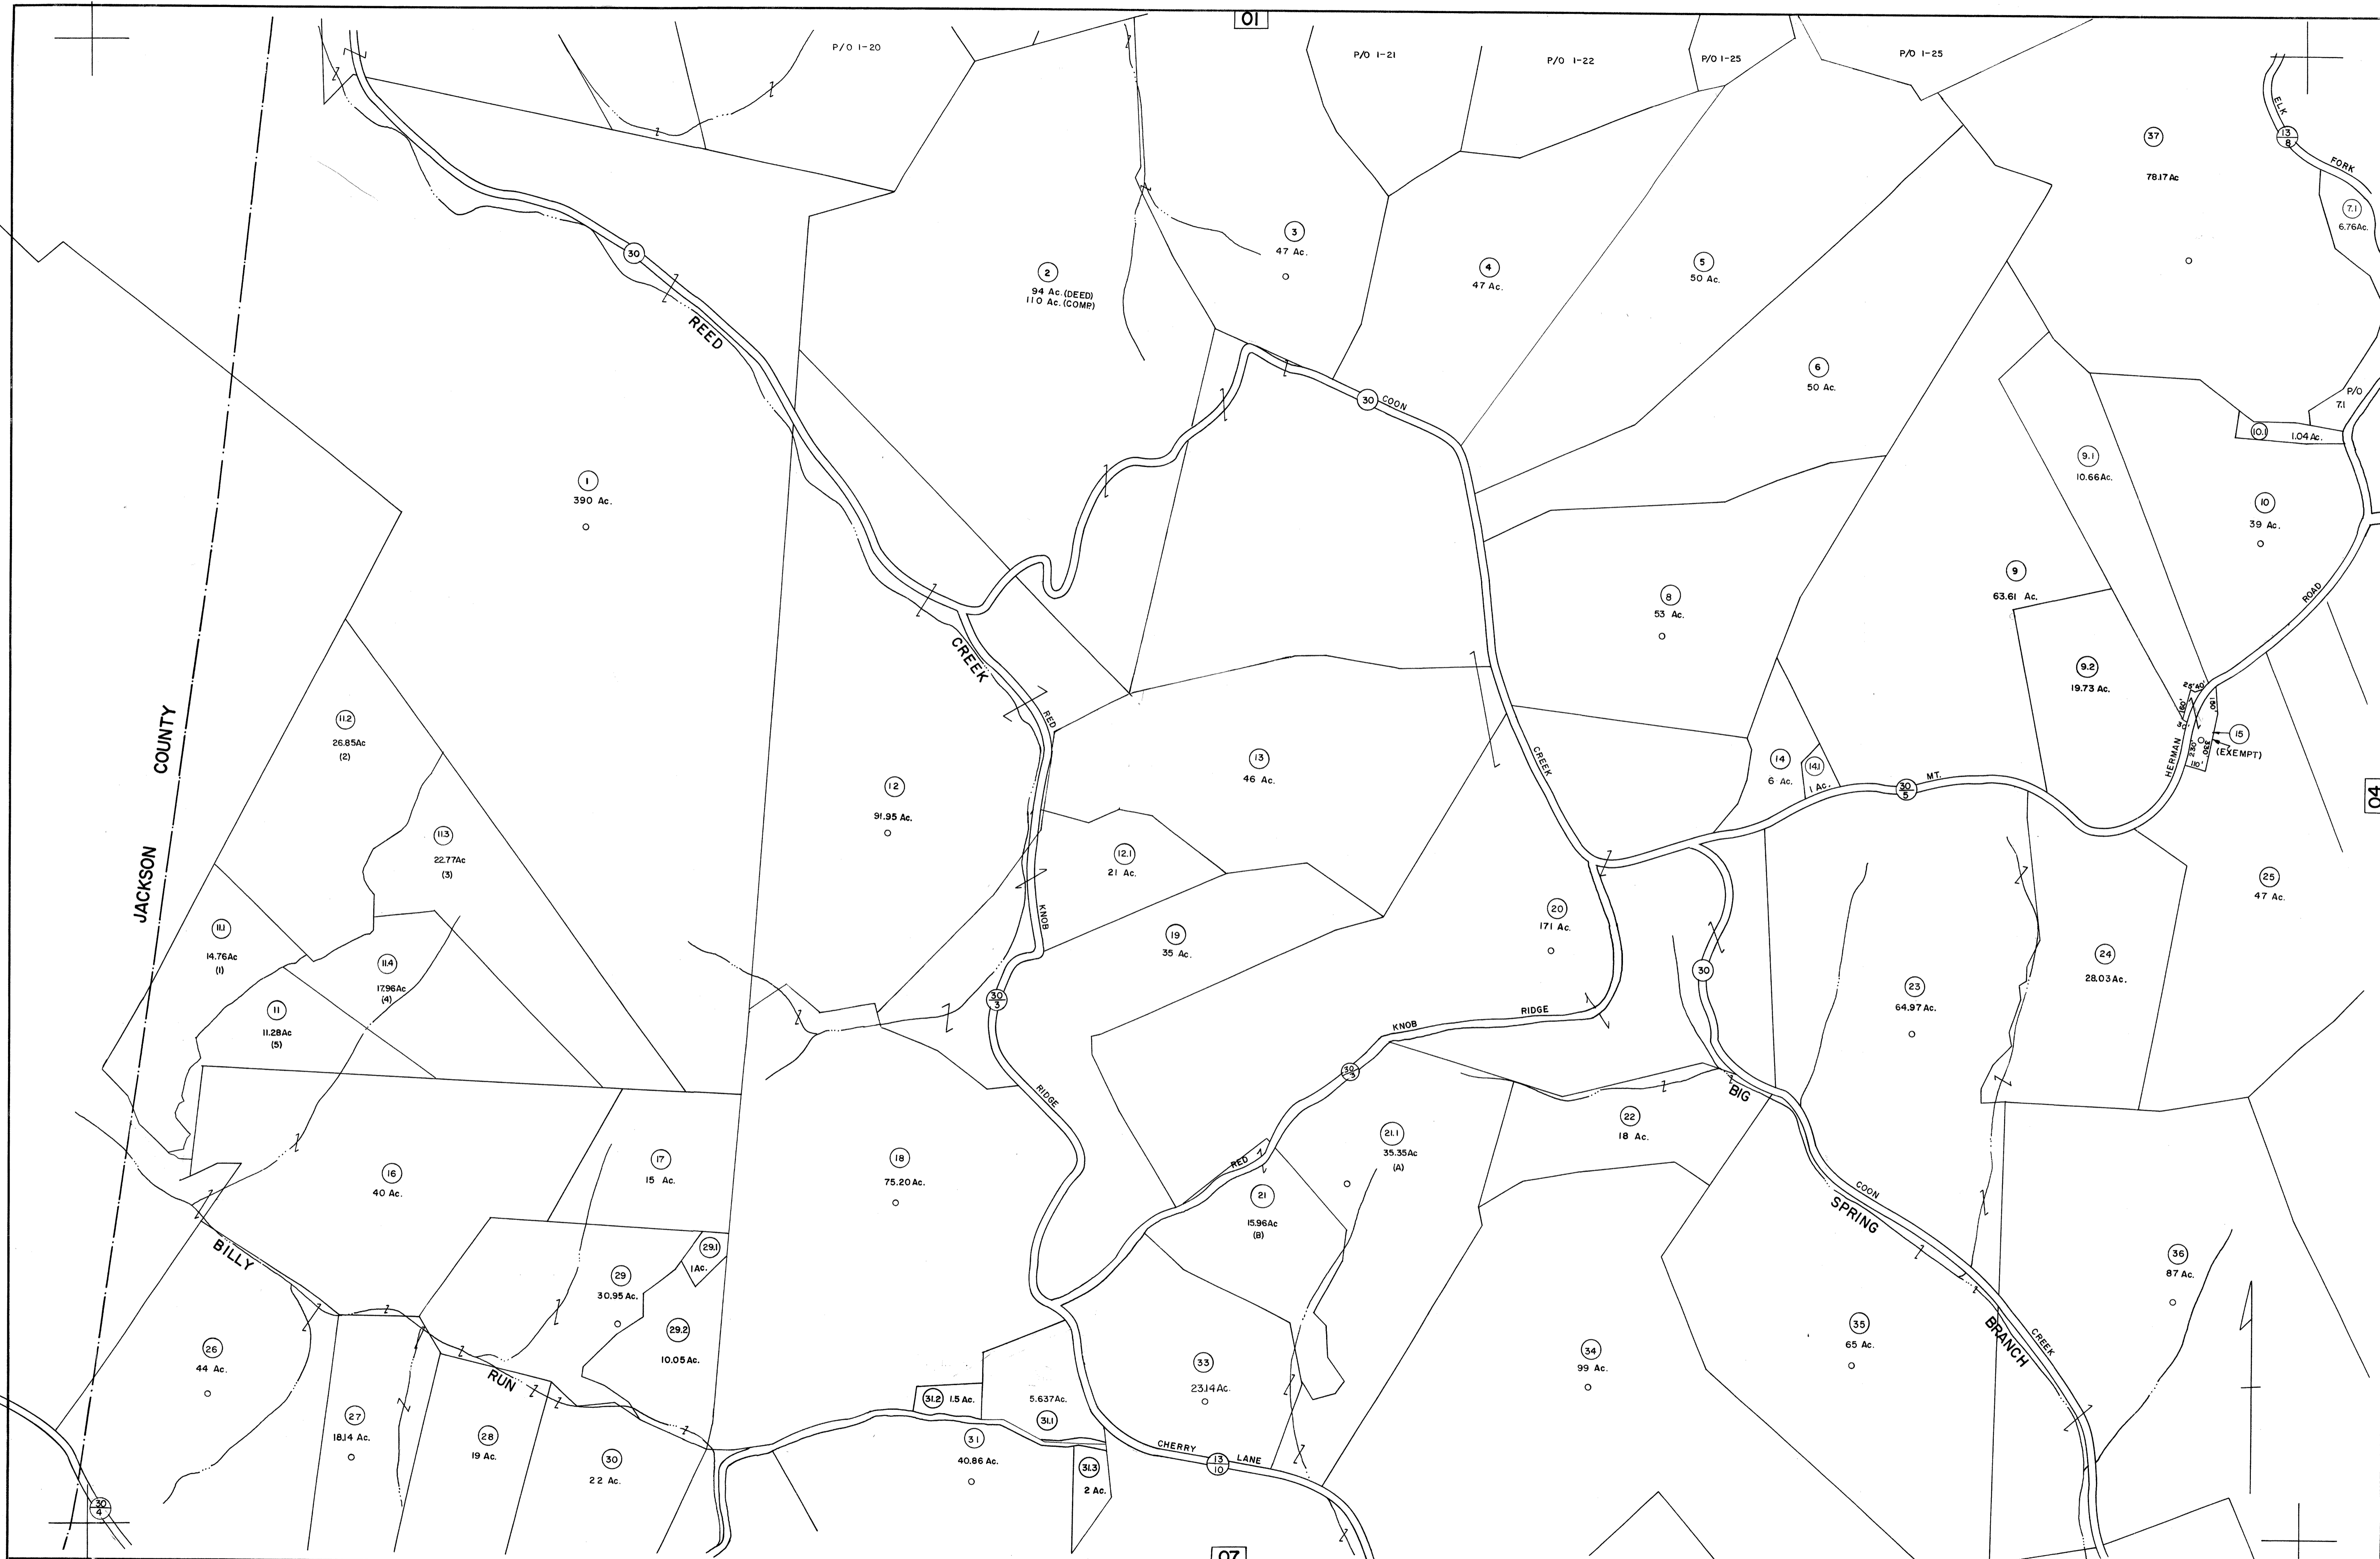 01
P/O 1-20
P/O 1-21
P/O 1-22
P/O 1-25
P/O 1-25
ELK
13
8
FORK
37
78.17 Ac
7.1
6.76Ac.
30
REED
2
94 Ac. (DEED)
110 Ac. (COMP.)
3
47 Ac.
4
47 Ac.
5
50 Ac.
6
50 Ac.
30
COON
P/O
7.1
10.1
1.04 Ac.
9.1
10.66 Ac.
10
39 Ac.
1
390 Ac.
8
53 Ac.
9
63.61 Ac.
ROAD
CREEK
9.2
19.73 Ac.
JACKSON COUNTY
11.2
26.85Ac
(2)
RED
13
46 Ac.
CREEK
14
6 Ac.
14.1
1 Ac.
30
5
MT.
HERMAN
160'
230'
330'
110'
15
(EXEMPT)
04
12
91.95 Ac.
11.3
22.77Ac
(3)
12.1
21 Ac.
KNOB
25
47 Ac.
11.1
14.76Ac
(1)
11.4
17.96Ac
(4)
19
35 Ac.
20
171 Ac.
30
24
28.03 Ac.
23
64.97 Ac.
11
11.28Ac
(5)
30
3
KNOB
RIDGE
30
3
RIDGE
BIG
22
18 Ac.
21.1
35.35Ac
(A)
16
40 Ac.
17
15 Ac.
18
75.20 Ac.
RED
21
15.96Ac
(B)
COON
SPRING
BILLY
29.1
1Ac.
29
30.95 Ac.
36
87 Ac.
29.2
10.05 Ac.
26
44 Ac.
RUN
33
23.14 Ac.
34
99 Ac.
35
65 Ac.
BRANCH
CREEK
31.2
1.5 Ac.
5.637Ac.
31.1
27
18.14 Ac.
28
19 Ac.
30
22 Ac.
31
40.86 Ac.
31.3
2 Ac.
CHERRY
13
10
LANE
30
4
07